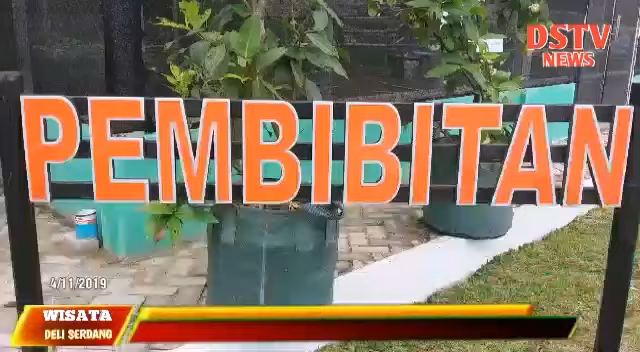 DSTV
NEWS
PEMBIBITAN
4/11/2019
WISATA
DELI SERDANG